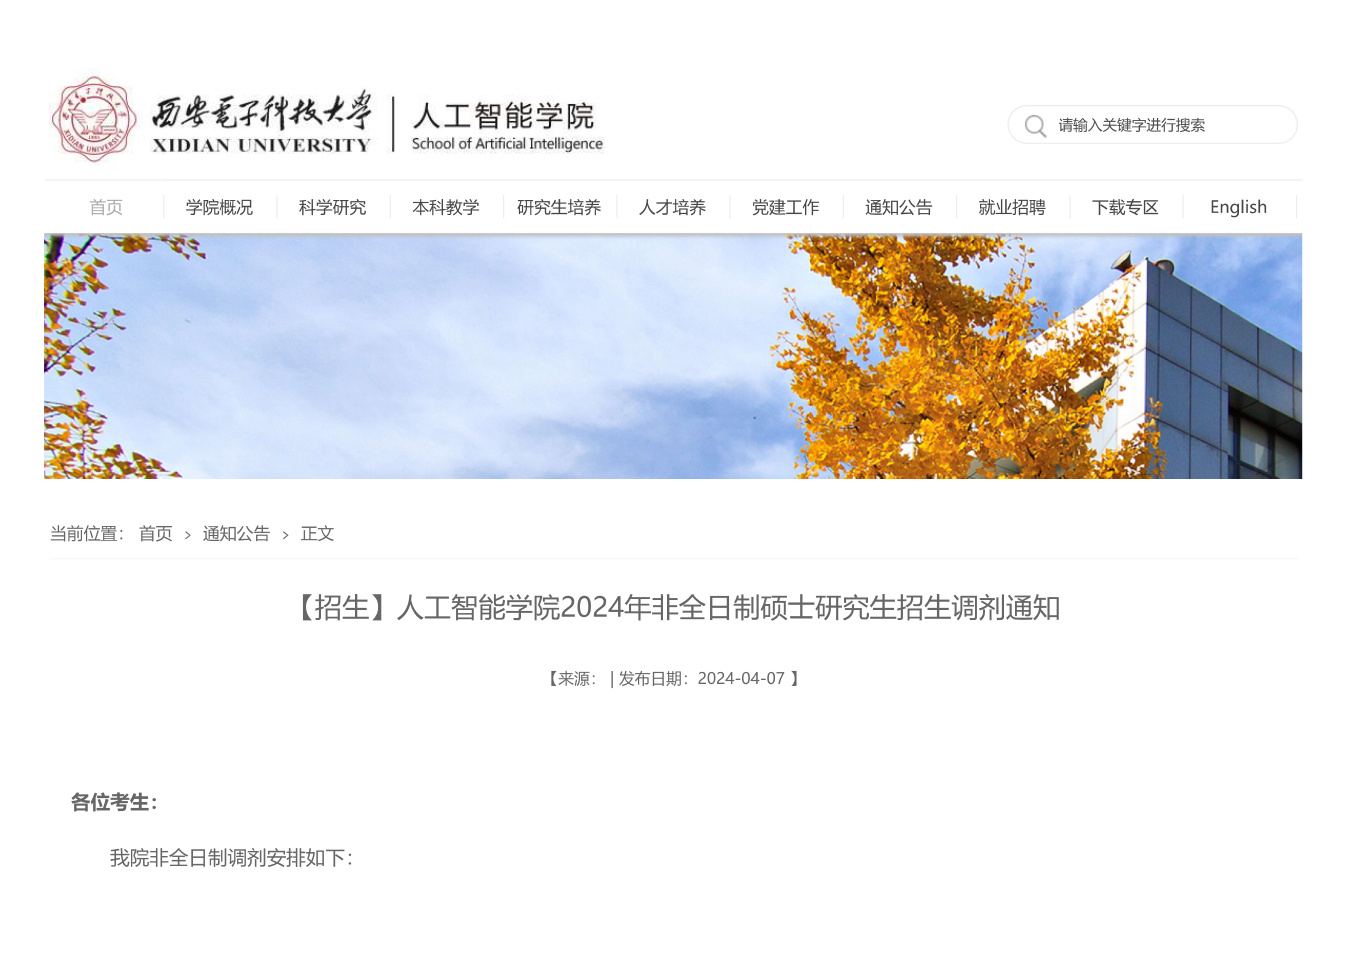 西安电子科技大学
XIDIAN UNIVERSITY
人工智能学院
School of Artificial Intelligence
请输入关键字进行搜索
首页 学院概况 科学研究 本科教学 研究生培养 人才培养 党建工作 通知公告 就业招聘 下载专区 English
当前位置： 首页 > 通知公告 > 正文
【招生】人工智能学院2024年非全日制硕士研究生招生调剂通知
【来源： | 发布日期：2024-04-07 】
各位考生：
我院非全日制调剂安排如下：